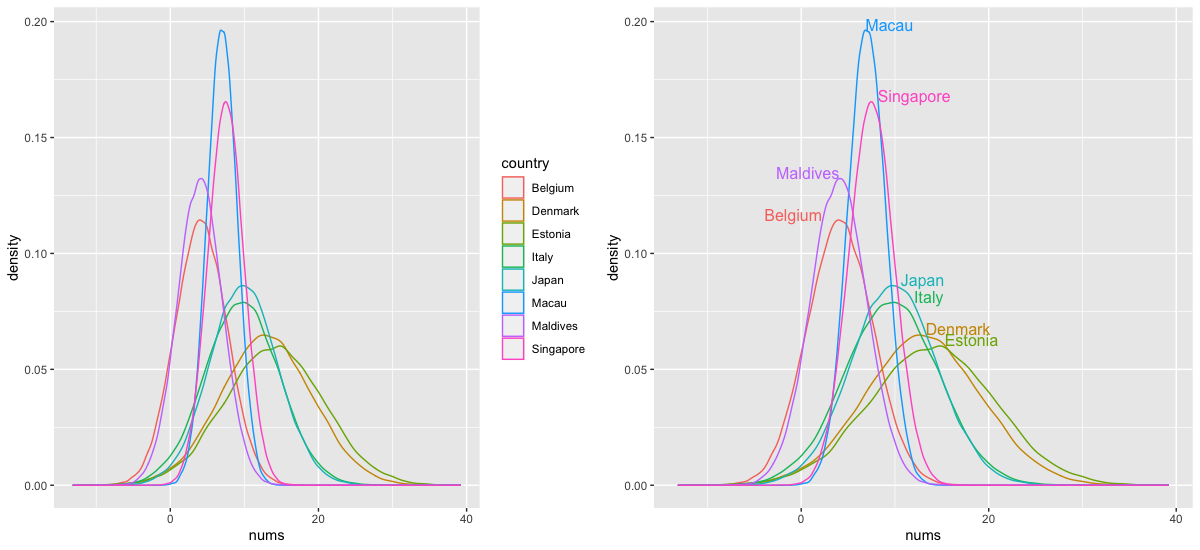 0.20
0.15
0.10
0.05
0.00
density
0
20
40
nums
country
Belgium
Denmark
Estonia
Italy
Japan
Macau
Maldives
Singapore
0.20
0.15
0.10
0.05
0.00
density
Macau
Singapore
Maldives
Belgium
Japan
Italy
Denmark
Estonia
0
20
40
nums